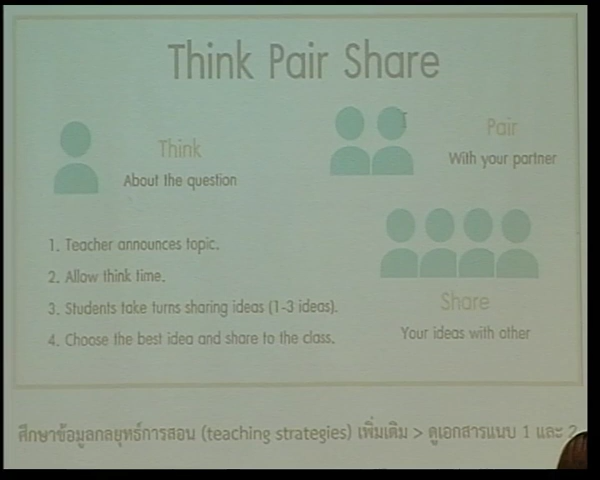 Think Pair Share
Think
About the question
Pair
With your partner
1. Teacher announces topic.
2. Allow think time.
3. Students take turns sharing ideas (1-3 ideas).
4. Choose the best idea and share to the class.
Share
Your ideas with other
ศึกษาข้อมูลกลยุทธ์การสอน (teaching strategies) เพิ่มเติม > ดูเอกสารแนบ 1 และ 2